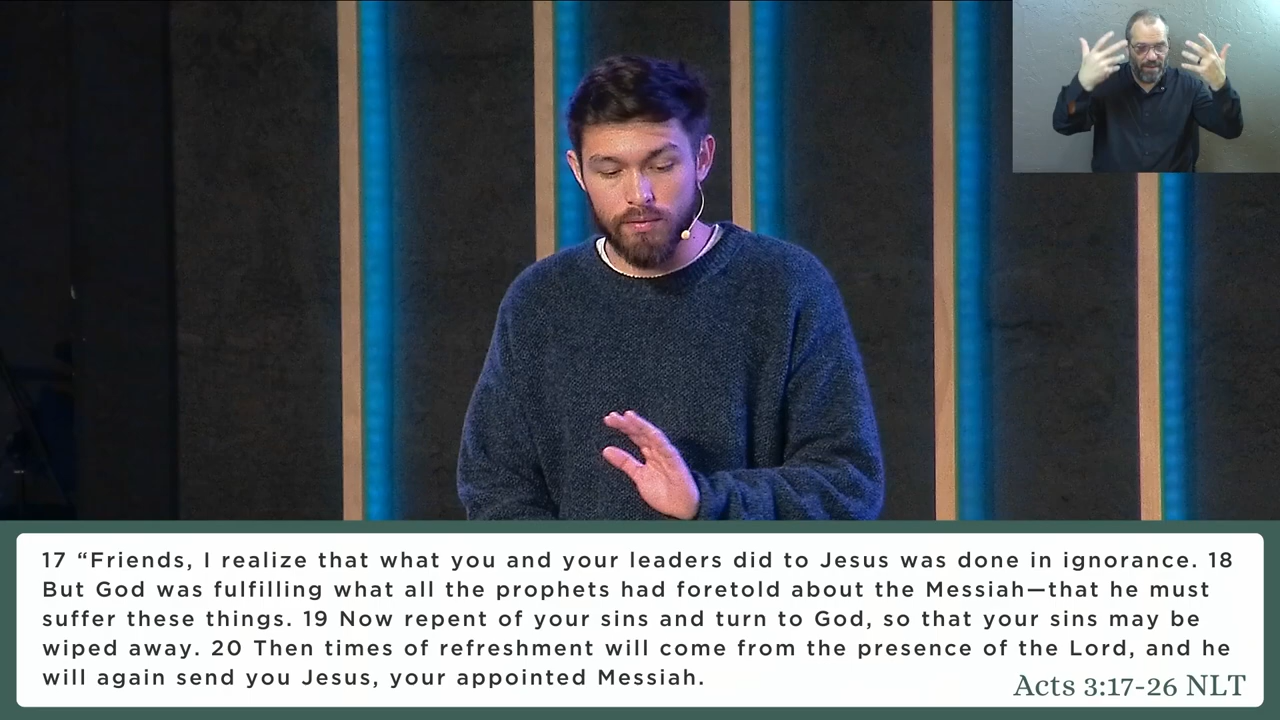 17 “Friends, I realize that what you and your leaders did to Jesus was done in ignorance. 18
But God was fulfilling what all the prophets had foretold about the Messiah—that he must
suffer these things. 19 Now repent of your sins and turn to God, so that your sins may be
wiped away. 20 Then times of refreshment will come from the presence of the Lord, and he
will again send you Jesus, your appointed Messiah.
Acts 3:17-26 NLT